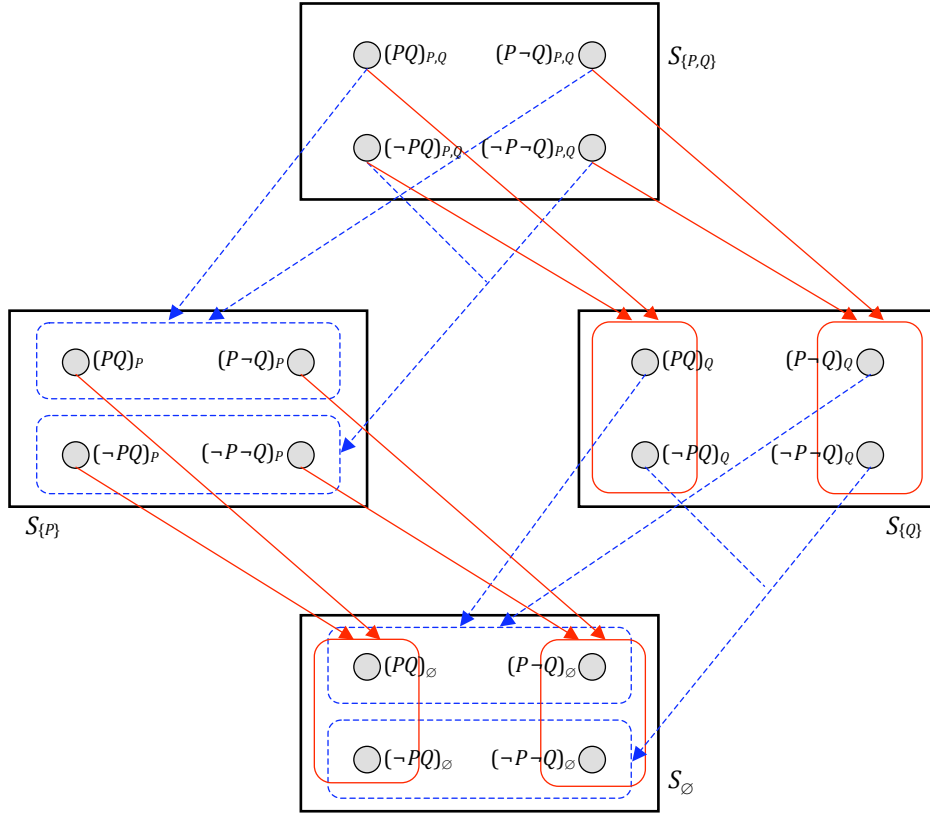 (PQ)P,Q (P¬Q)P,Q S{P,Q}
(¬PQ)P,Q (¬P¬Q)P,Q
(PQ)P (P¬Q)P (PQ)Q (P¬Q)Q
(¬PQ)P (¬P¬Q)P (¬PQ)Q (¬P¬Q)Q
S{P} S{Q}
(PQ)∅ (P¬Q)∅
(¬PQ)∅ (¬P¬Q)∅ S∅